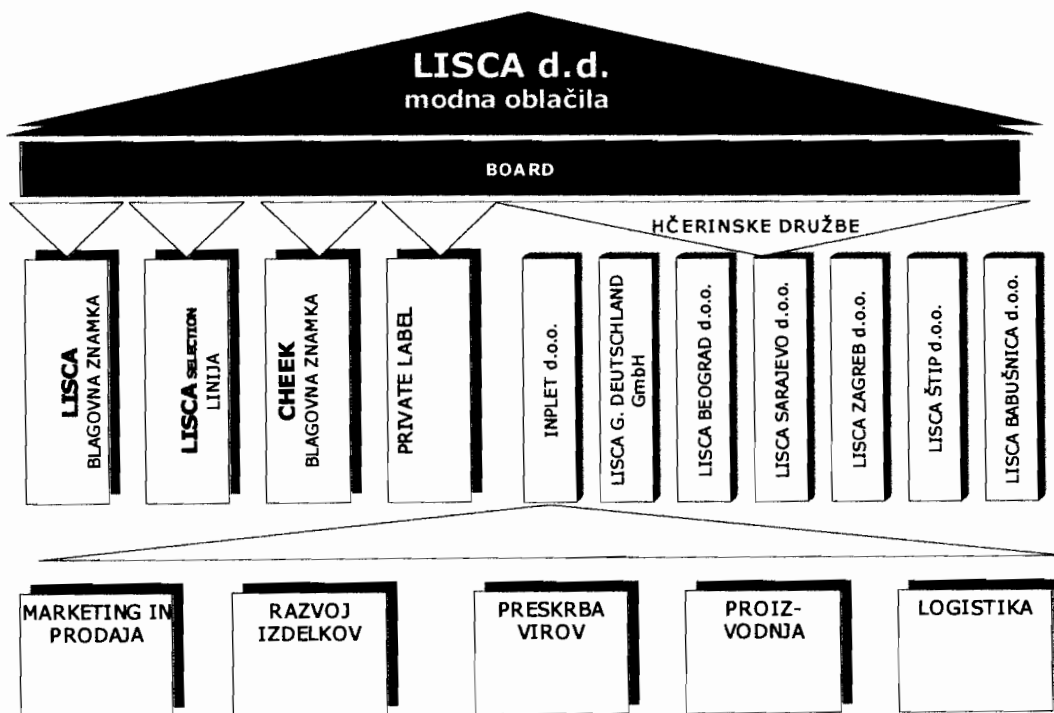 LISCA d.d.
modna oblačila
BOARD
HČERINSKE DRUŽBE
LISCA
BLAGOVNA ZNAMKA
LISCA SELECTION
LINIJA
CHEEK
BLAGOVNA ZNAMKA
PRIVATE LABEL
INPLET d.o.o.
LISCA G. DEUTSCHLAND
GmbH
LISCA BEOGRAD d.o.o.
LISCA SARAJEVO d.o.o.
LISCA ZAGREB d.o.o.
LISCA ŠTIP d.o.o.
LISCA BABUŠNICA d.o.o.
MARKETING IN
PRODAJA
RAZVOJ
IZDELKOV
PRESKRBA
VIROV
PROIZ-
VODNJA
LOGISTIKA